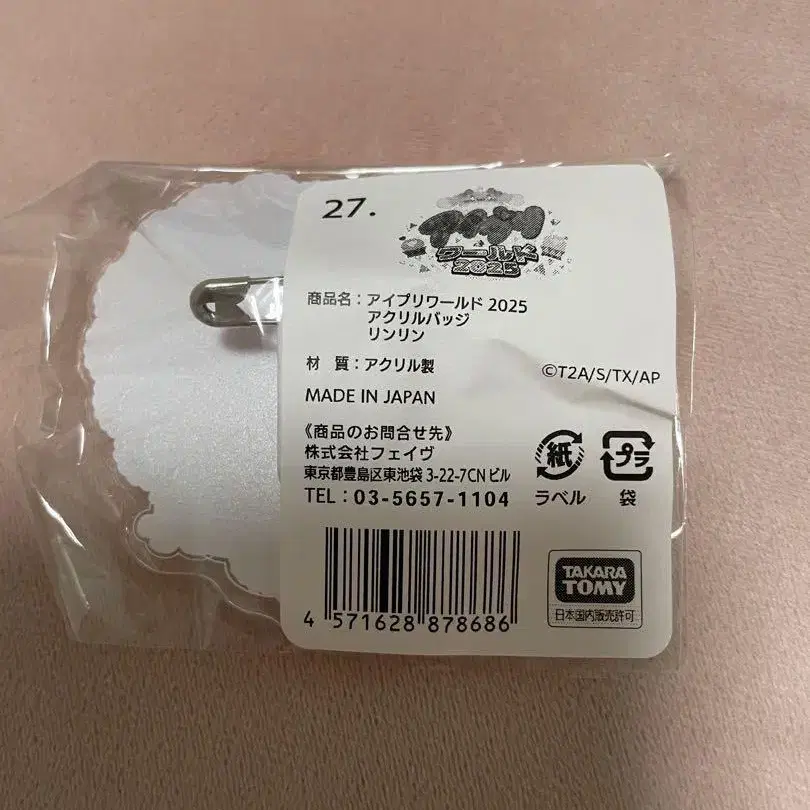 27.
アイプリ
ワールド
2025
商品名：アイプリワールド 2025
アクリルバッジ
リンリン
材　質：アクリル製
©T2A/S/TX/AP
MADE IN JAPAN
《商品のお問合せ先》
株式会社フェイヴ
東京都豊島区東池袋 3-22-7CN ビル
TEL：03-5657-1104
紙
ラベル
プラ
袋
4 571628 878686
TAKARA
TOMY
日本国内販売許可